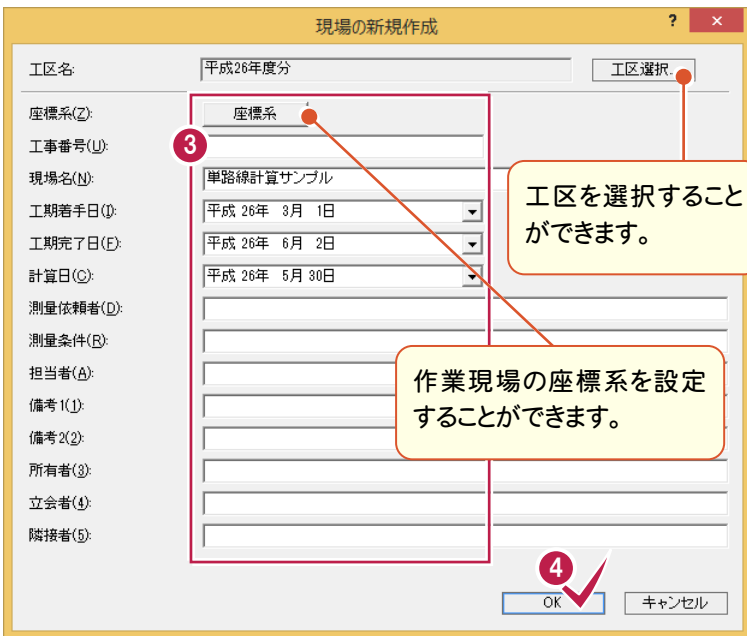 現場の新規作成 ? ×
工区名: 平成26年度分 工区選択...
座標系(Z): 座標系
3
工事番号(U):
現場名(N): 単路線計算サンプル
工期着手日(I): 平成 26年 3月 1日
工期完了日(F): 平成 26年 6月 2日
計算日(C): 平成 26年 5月 30日
測量依頼者(D):
測量条件(R):
担当者(A):
備考1(1):
備考2(2):
所有者(3):
立会者(4):
隣接者(5):
工区を選択すること
ができます。
作業現場の座標系を設定
することができます。
4
OK キャンセル